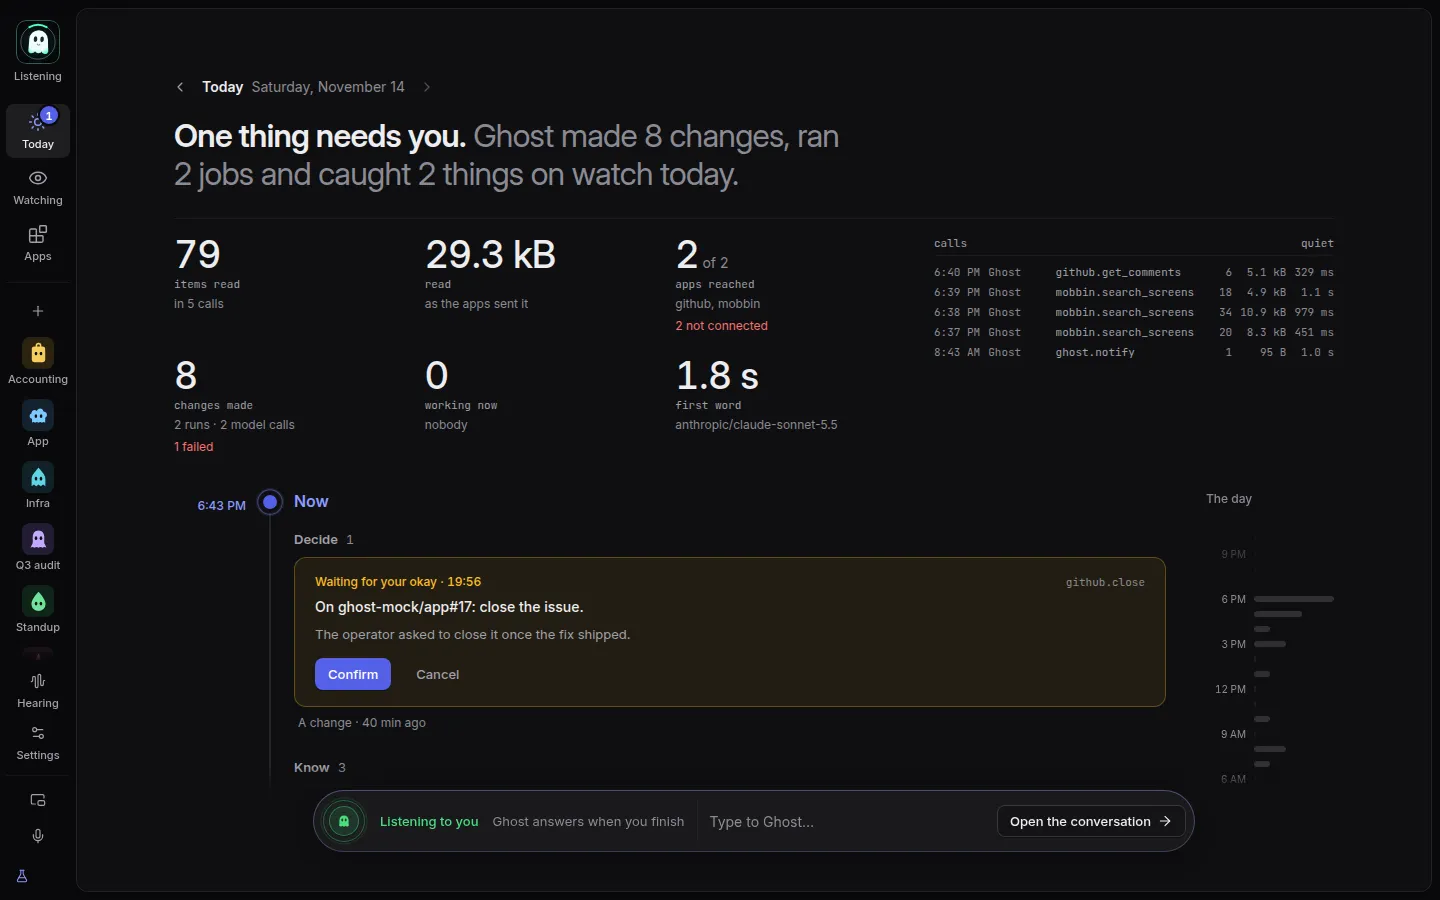 Listening
1
Today
Watching
Apps
Accounting
App
Infra
Q3 audit
Standup
Hearing
Settings
Today Saturday, November 14
One thing needs you. Ghost made 8 changes, ran
2 jobs and caught 2 things on watch today.
79
items read
in 5 calls
29.3 kB
read
as the apps sent it
2 of 2
apps reached
github, mobbin
2 not connected
8
changes made
2 runs · 2 model calls
1 failed
0
working now
nobody
1.8 s
first word
anthropic/claude-sonnet-5.5
calls quiet
6:40 PM Ghost github.get_comments 6 5.1 kB 329 ms
6:39 PM Ghost mobbin.search_screens 18 4.9 kB 1.1 s
6:38 PM Ghost mobbin.search_screens 34 10.9 kB 979 ms
6:37 PM Ghost mobbin.search_screens 20 8.3 kB 451 ms
8:43 AM Ghost ghost.notify 1 95 B 1.0 s
6:43 PM Now
Decide 1
Waiting for your okay · 19:56 github.close
On ghost-mock/app#17: close the issue.
The operator asked to close it once the fix shipped.
Confirm Cancel
A change · 40 min ago
Know 3
The day
9 PM
6 PM
3 PM
12 PM
9 AM
6 AM
Listening to you Ghost answers when you finish Type to Ghost... Open the conversation